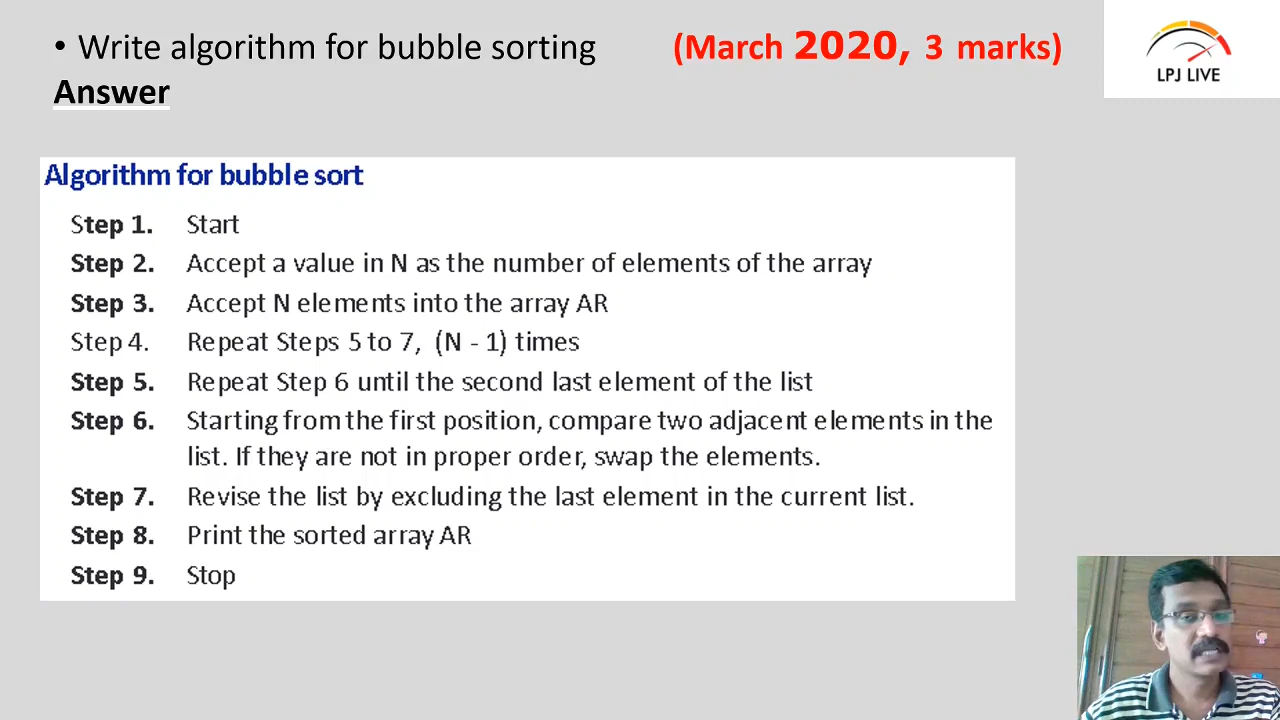 • Write algorithm for bubble sorting (March 2020, 3 marks)
Answer
LPJ LIVE
Algorithm for bubble sort
Step 1. Start
Step 2. Accept a value in N as the number of elements of the array
Step 3. Accept N elements into the array AR
Step 4. Repeat Steps 5 to 7, (N - 1) times
Step 5. Repeat Step 6 until the second last element of the list
Step 6. Starting from the first position, compare two adjacent elements in the
list. If they are not in proper order, swap the elements.
Step 7. Revise the list by excluding the last element in the current list.
Step 8. Print the sorted array AR
Step 9. Stop